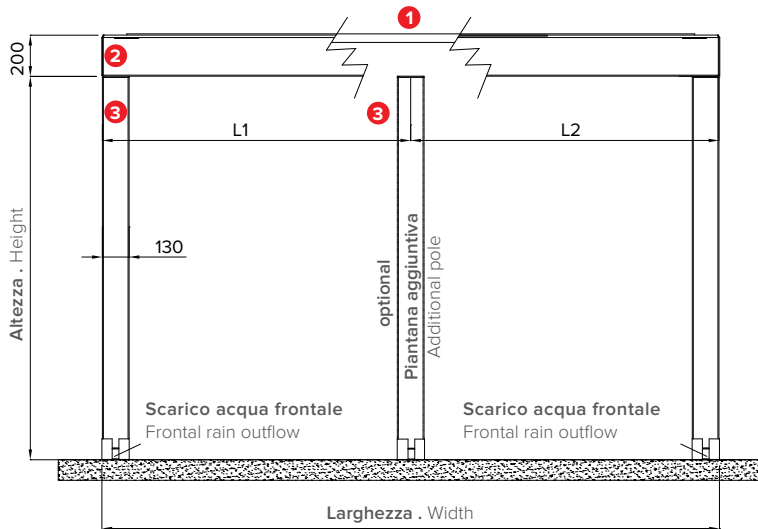 1
200
2
3
3
L1
L2
130
Altezza . Height
optional
Piantana aggiuntiva
Additional pole
Scarico acqua frontale
Frontal rain outflow
Scarico acqua frontale
Frontal rain outflow
Larghezza . Width